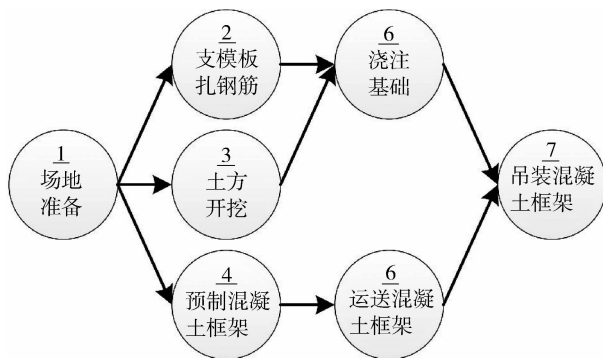 1
场地
准备
2
支模板
扎钢筋
3
土方
开挖
4
预制混凝
土框架
6
浇注
基础
6
运送混凝
土框架
7
吊装混凝
土框架